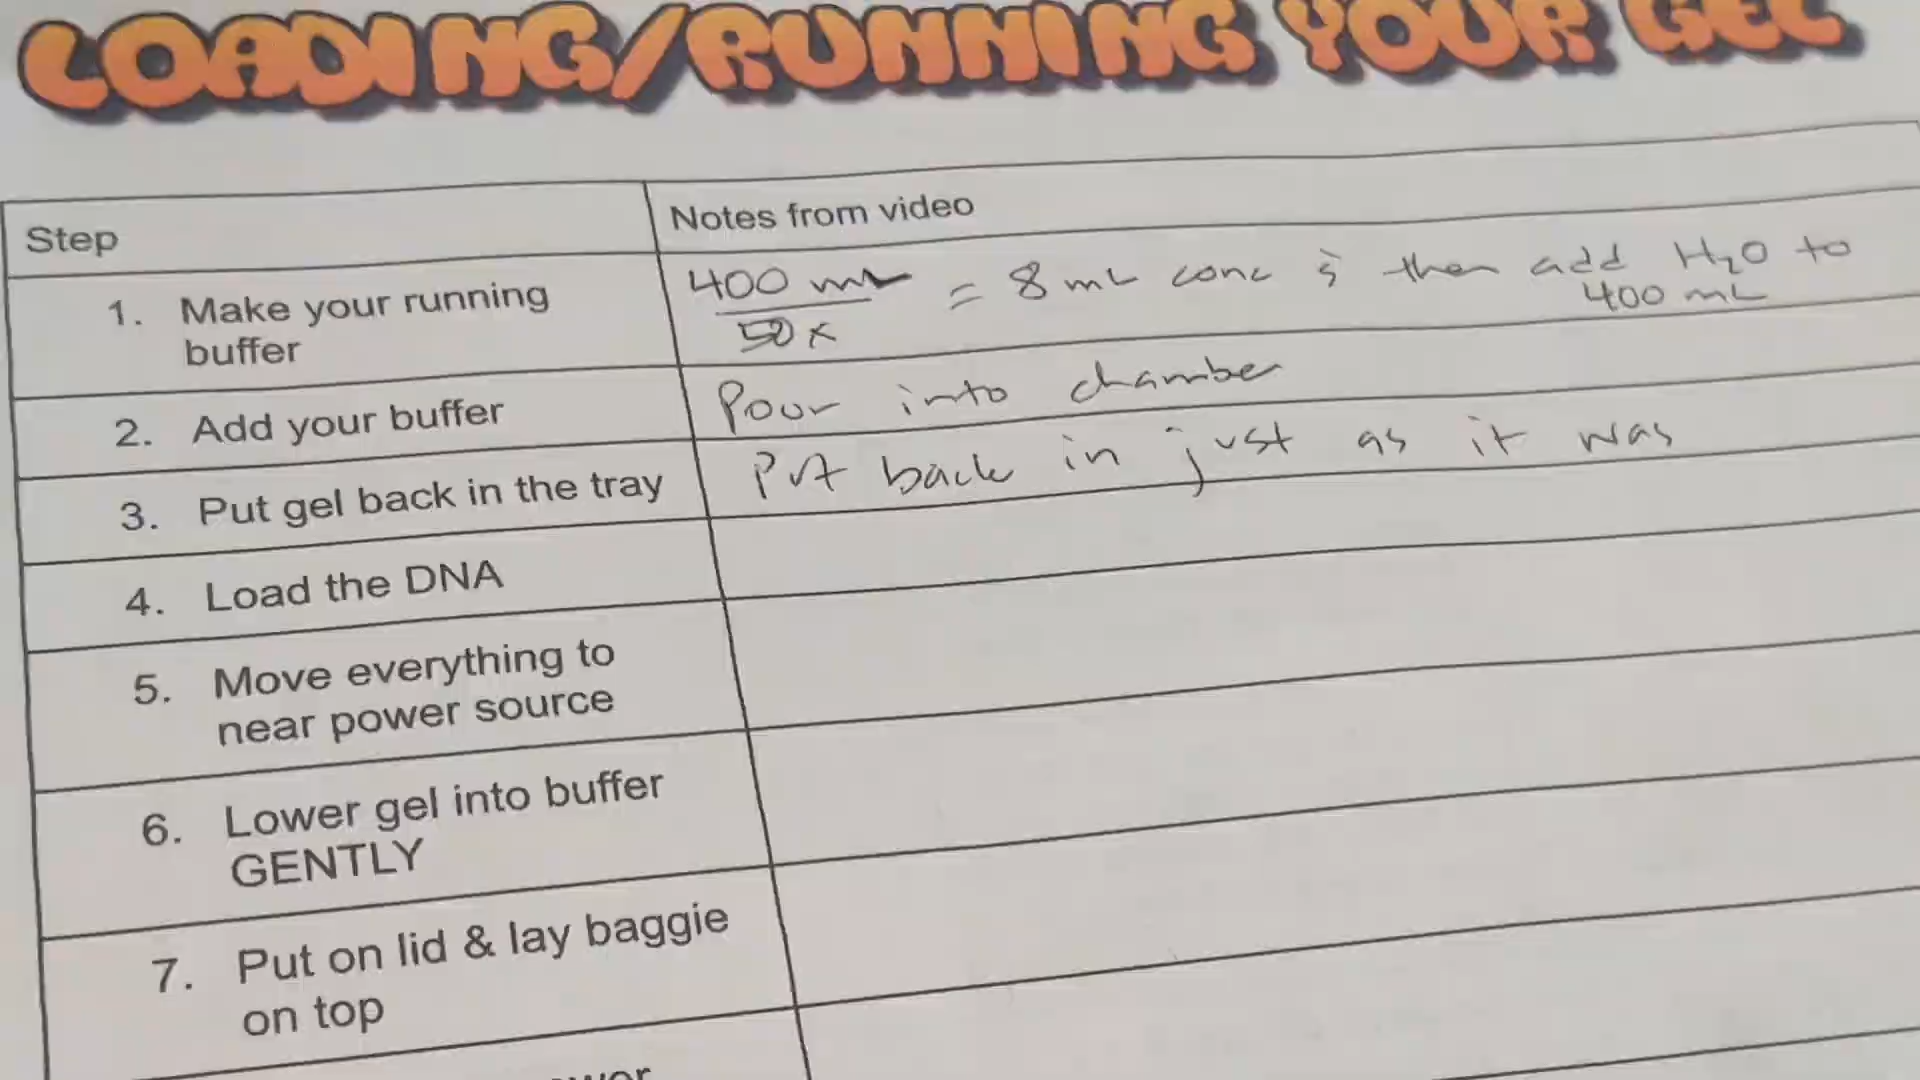 LOADING/RUNNING YOUR GEL
Step
Notes from video
1. Make your running
buffer
400 mL
50x
= 8 mL conc & then add H₂O to
400 mL
2. Add your buffer
Pour into chamber
3. Put gel back in the tray
Put back in just as it was
4. Load the DNA
5. Move everything to
near power source
6. Lower gel into buffer
GENTLY
7. Put on lid & lay baggie
on top